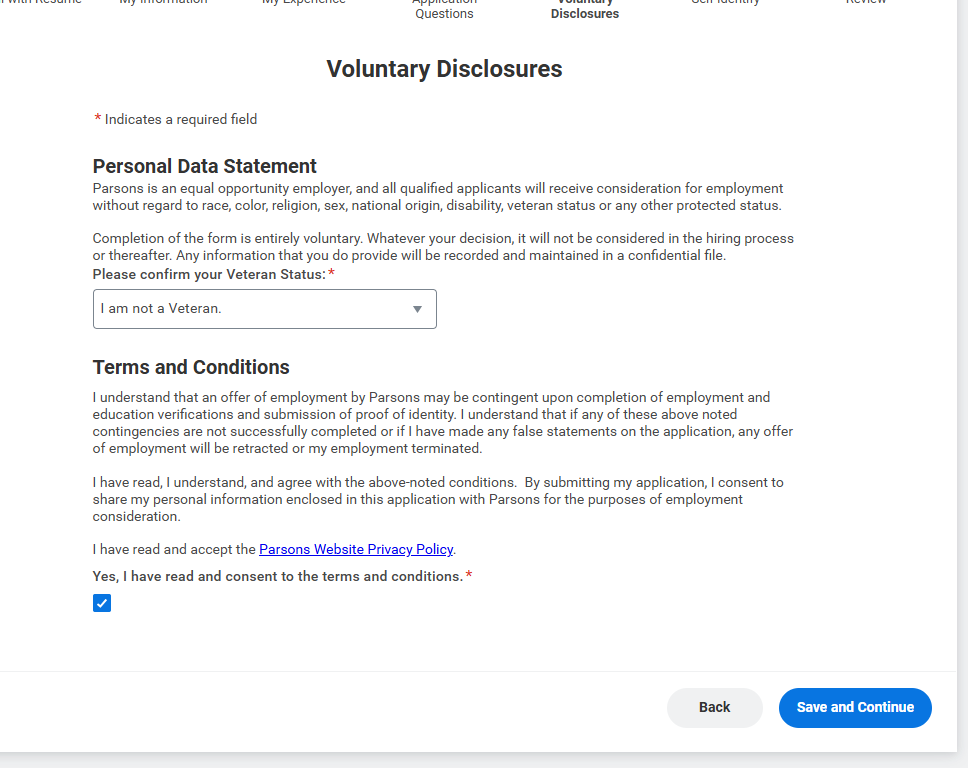 with Resume
My Information
My Experience
Application
Questions
Voluntary
Disclosures
Self Identify
Review
Voluntary Disclosures
* Indicates a required field
Personal Data Statement
Parsons is an equal opportunity employer, and all qualified applicants will receive consideration for employment
without regard to race, color, religion, sex, national origin, disability, veteran status or any other protected status.
Completion of the form is entirely voluntary. Whatever your decision, it will not be considered in the hiring process
or thereafter. Any information that you do provide will be recorded and maintained in a confidential file.
Please confirm your Veteran Status:*
I am not a Veteran.
Terms and Conditions
I understand that an offer of employment by Parsons may be contingent upon completion of employment and
education verifications and submission of proof of identity. I understand that if any of these above noted
contingencies are not successfully completed or if I have made any false statements on the application, any offer
of employment will be retracted or my employment terminated.
I have read, I understand, and agree with the above-noted conditions.  By submitting my application, I consent to
share my personal information enclosed in this application with Parsons for the purposes of employment
consideration.
I have read and accept the Parsons Website Privacy Policy.
Yes, I have read and consent to the terms and conditions.*
Back
Save and Continue